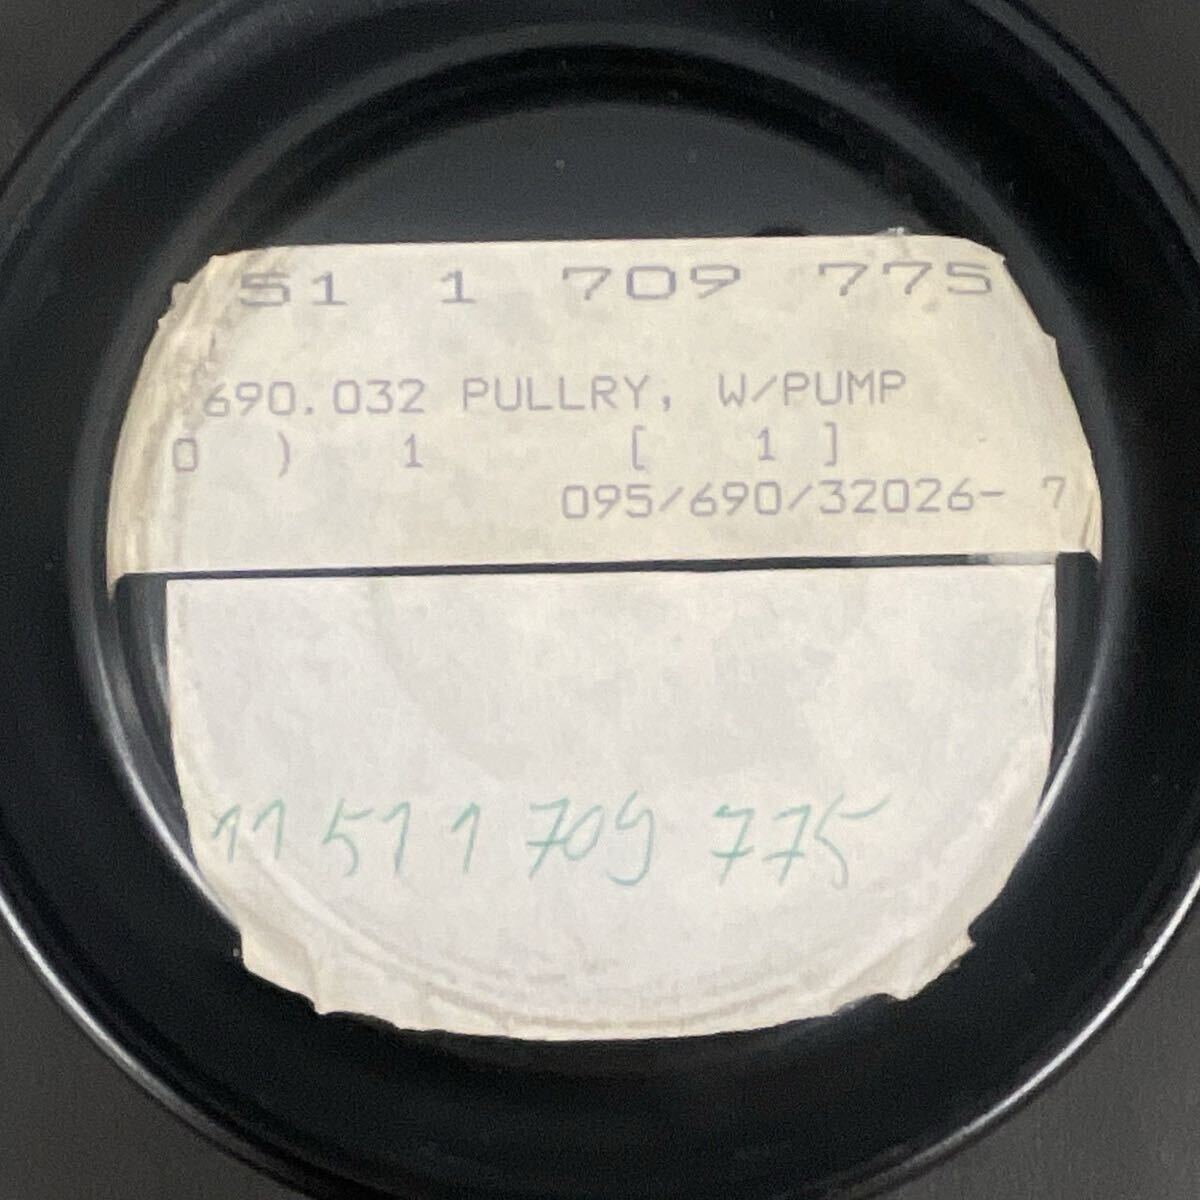 51 1 709 775
690.032 PULLRY, W/PUMP
0 ) 1 [ 1 ]
095/690/32026- 7
11 51 1 709 775